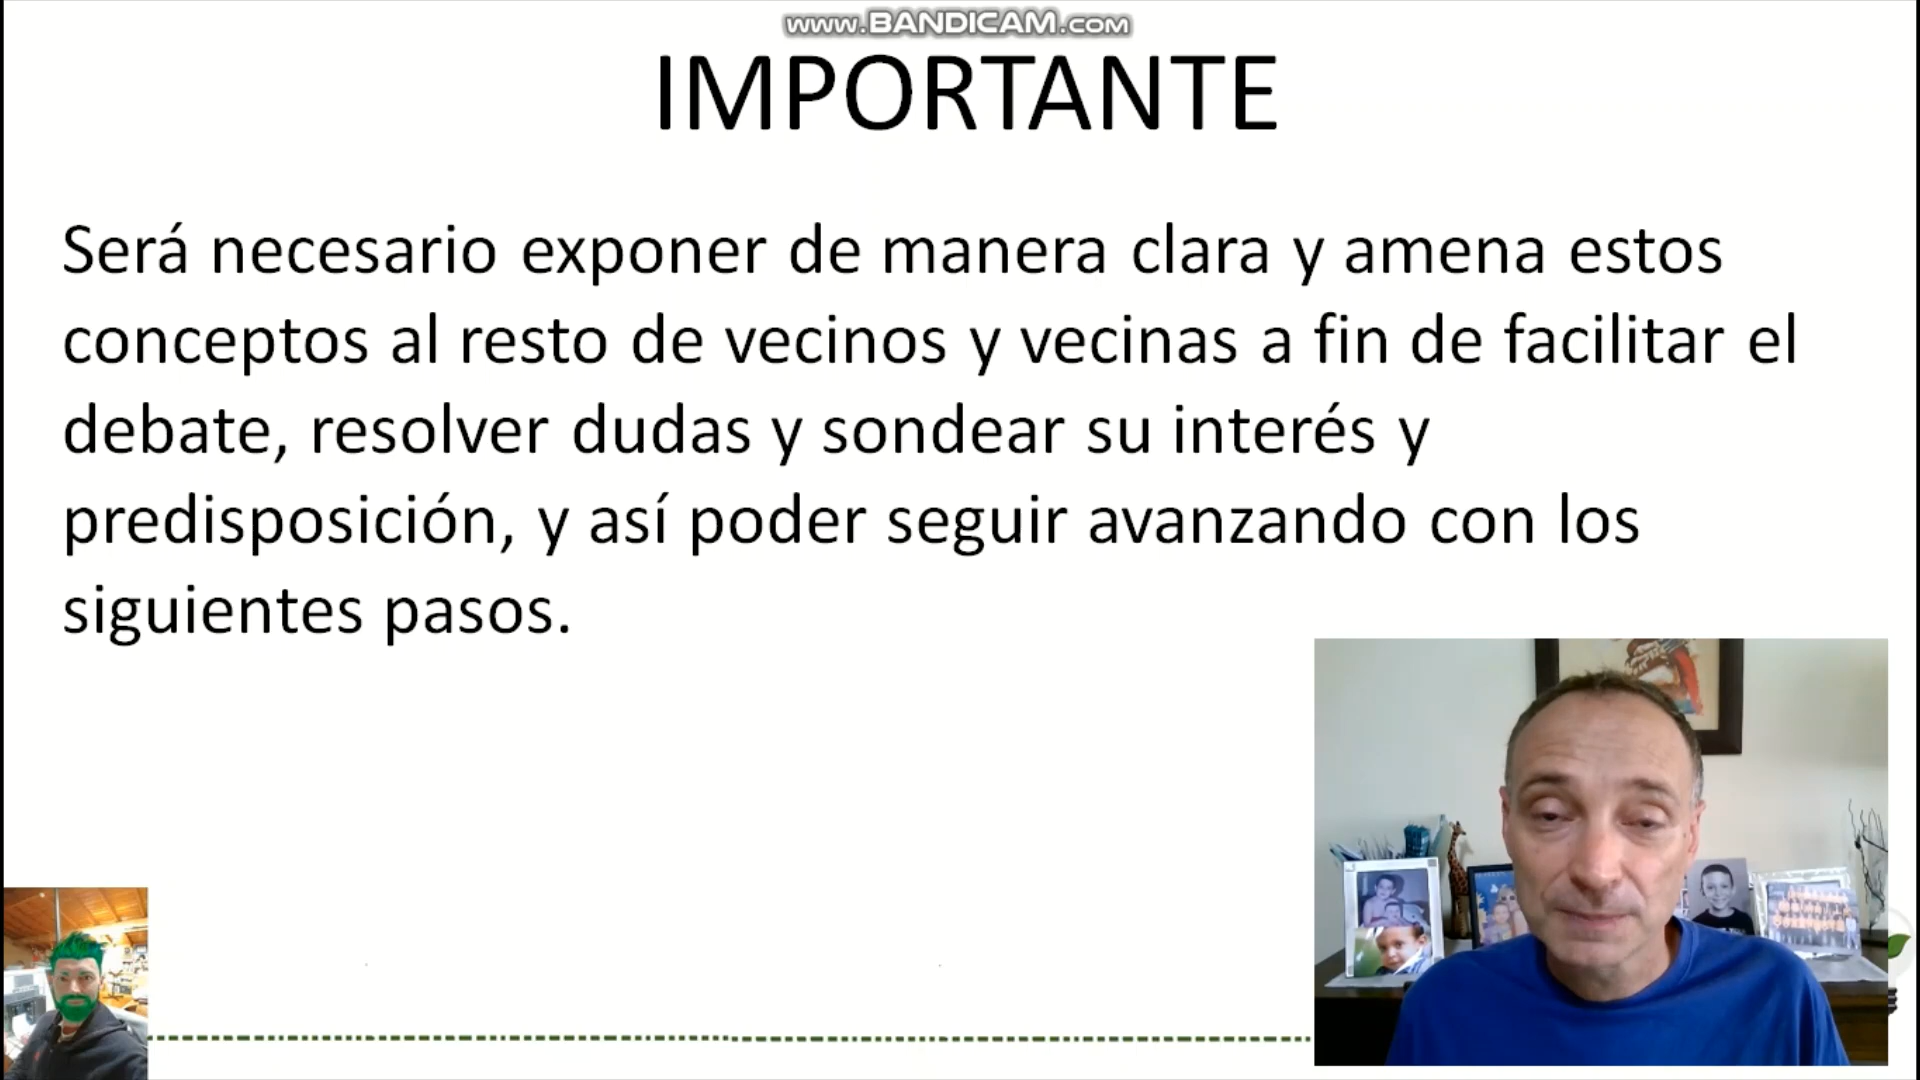 www.BANDICAM.com
IMPORTANTE
Será necesario exponer de manera clara y amena estos
conceptos al resto de vecinos y vecinas a fin de facilitar el
debate, resolver dudas y sondear su interés y
predisposición, y así poder seguir avanzando con los
siguientes pasos.